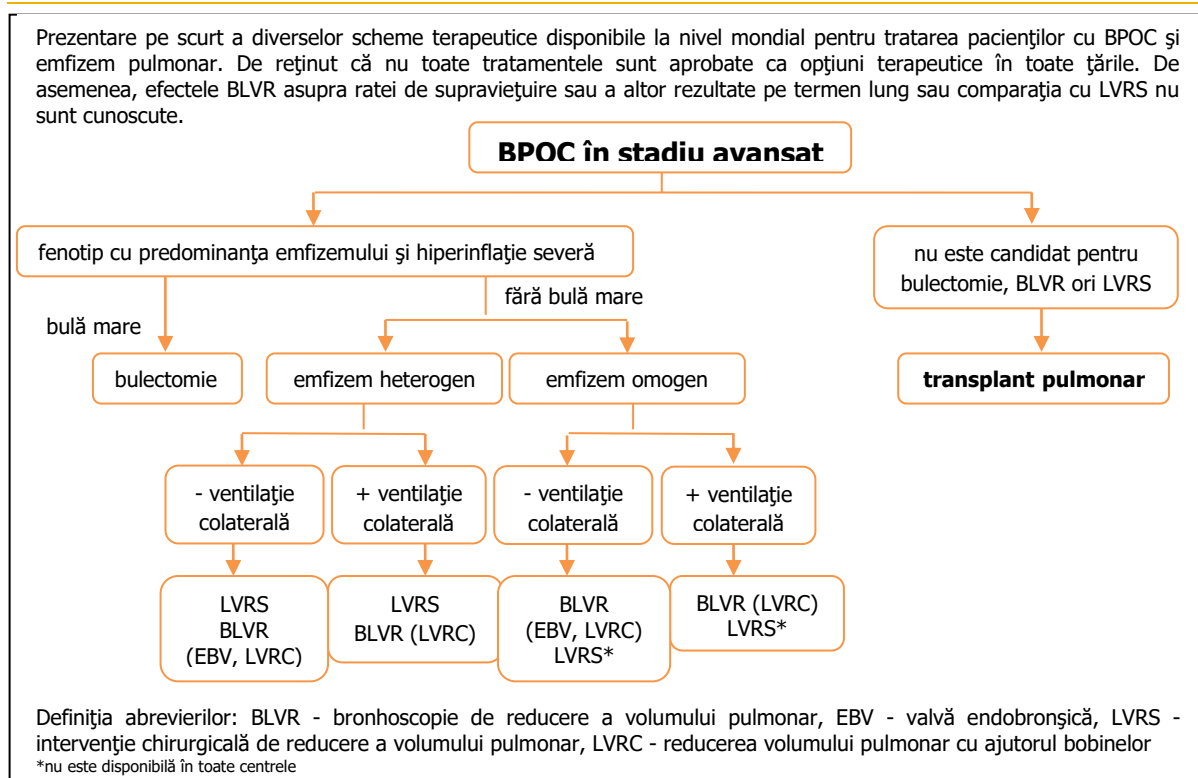 Prezentare pe scurt a diverselor scheme terapeutice disponibile la nivel mondial pentru tratarea pacienţilor cu BPOC şi
emfizem pulmonar. De reţinut că nu toate tratamentele sunt aprobate ca opţiuni terapeutice în toate ţările. De
asemenea, efectele BLVR asupra ratei de supravieţuire sau a altor rezultate pe termen lung sau comparaţia cu LVRS nu
sunt cunoscute.
BPOC în stadiu avansat
fenotip cu predominanţa emfizemului şi hiperinflaţie severă
nu este candidat pentru
bulectomie, BLVR ori LVRS
bulă mare
fără bulă mare
bulectomie
emfizem heterogen
emfizem omogen
transplant pulmonar
- ventilaţie
colaterală
+ ventilaţie
colaterală
- ventilaţie
colaterală
+ ventilaţie
colaterală
LVRS
BLVR
(EBV, LVRC)
LVRS
BLVR (LVRC)
BLVR
(EBV, LVRC)
LVRS*
BLVR (LVRC)
LVRS*
Definiţia abrevierilor: BLVR - bronhoscopie de reducere a volumului pulmonar, EBV - valvă endobronşică, LVRS -
intervenţie chirurgicală de reducere a volumului pulmonar, LVRC - reducerea volumului pulmonar cu ajutorul bobinelor
*nu este disponibilă în toate centrele